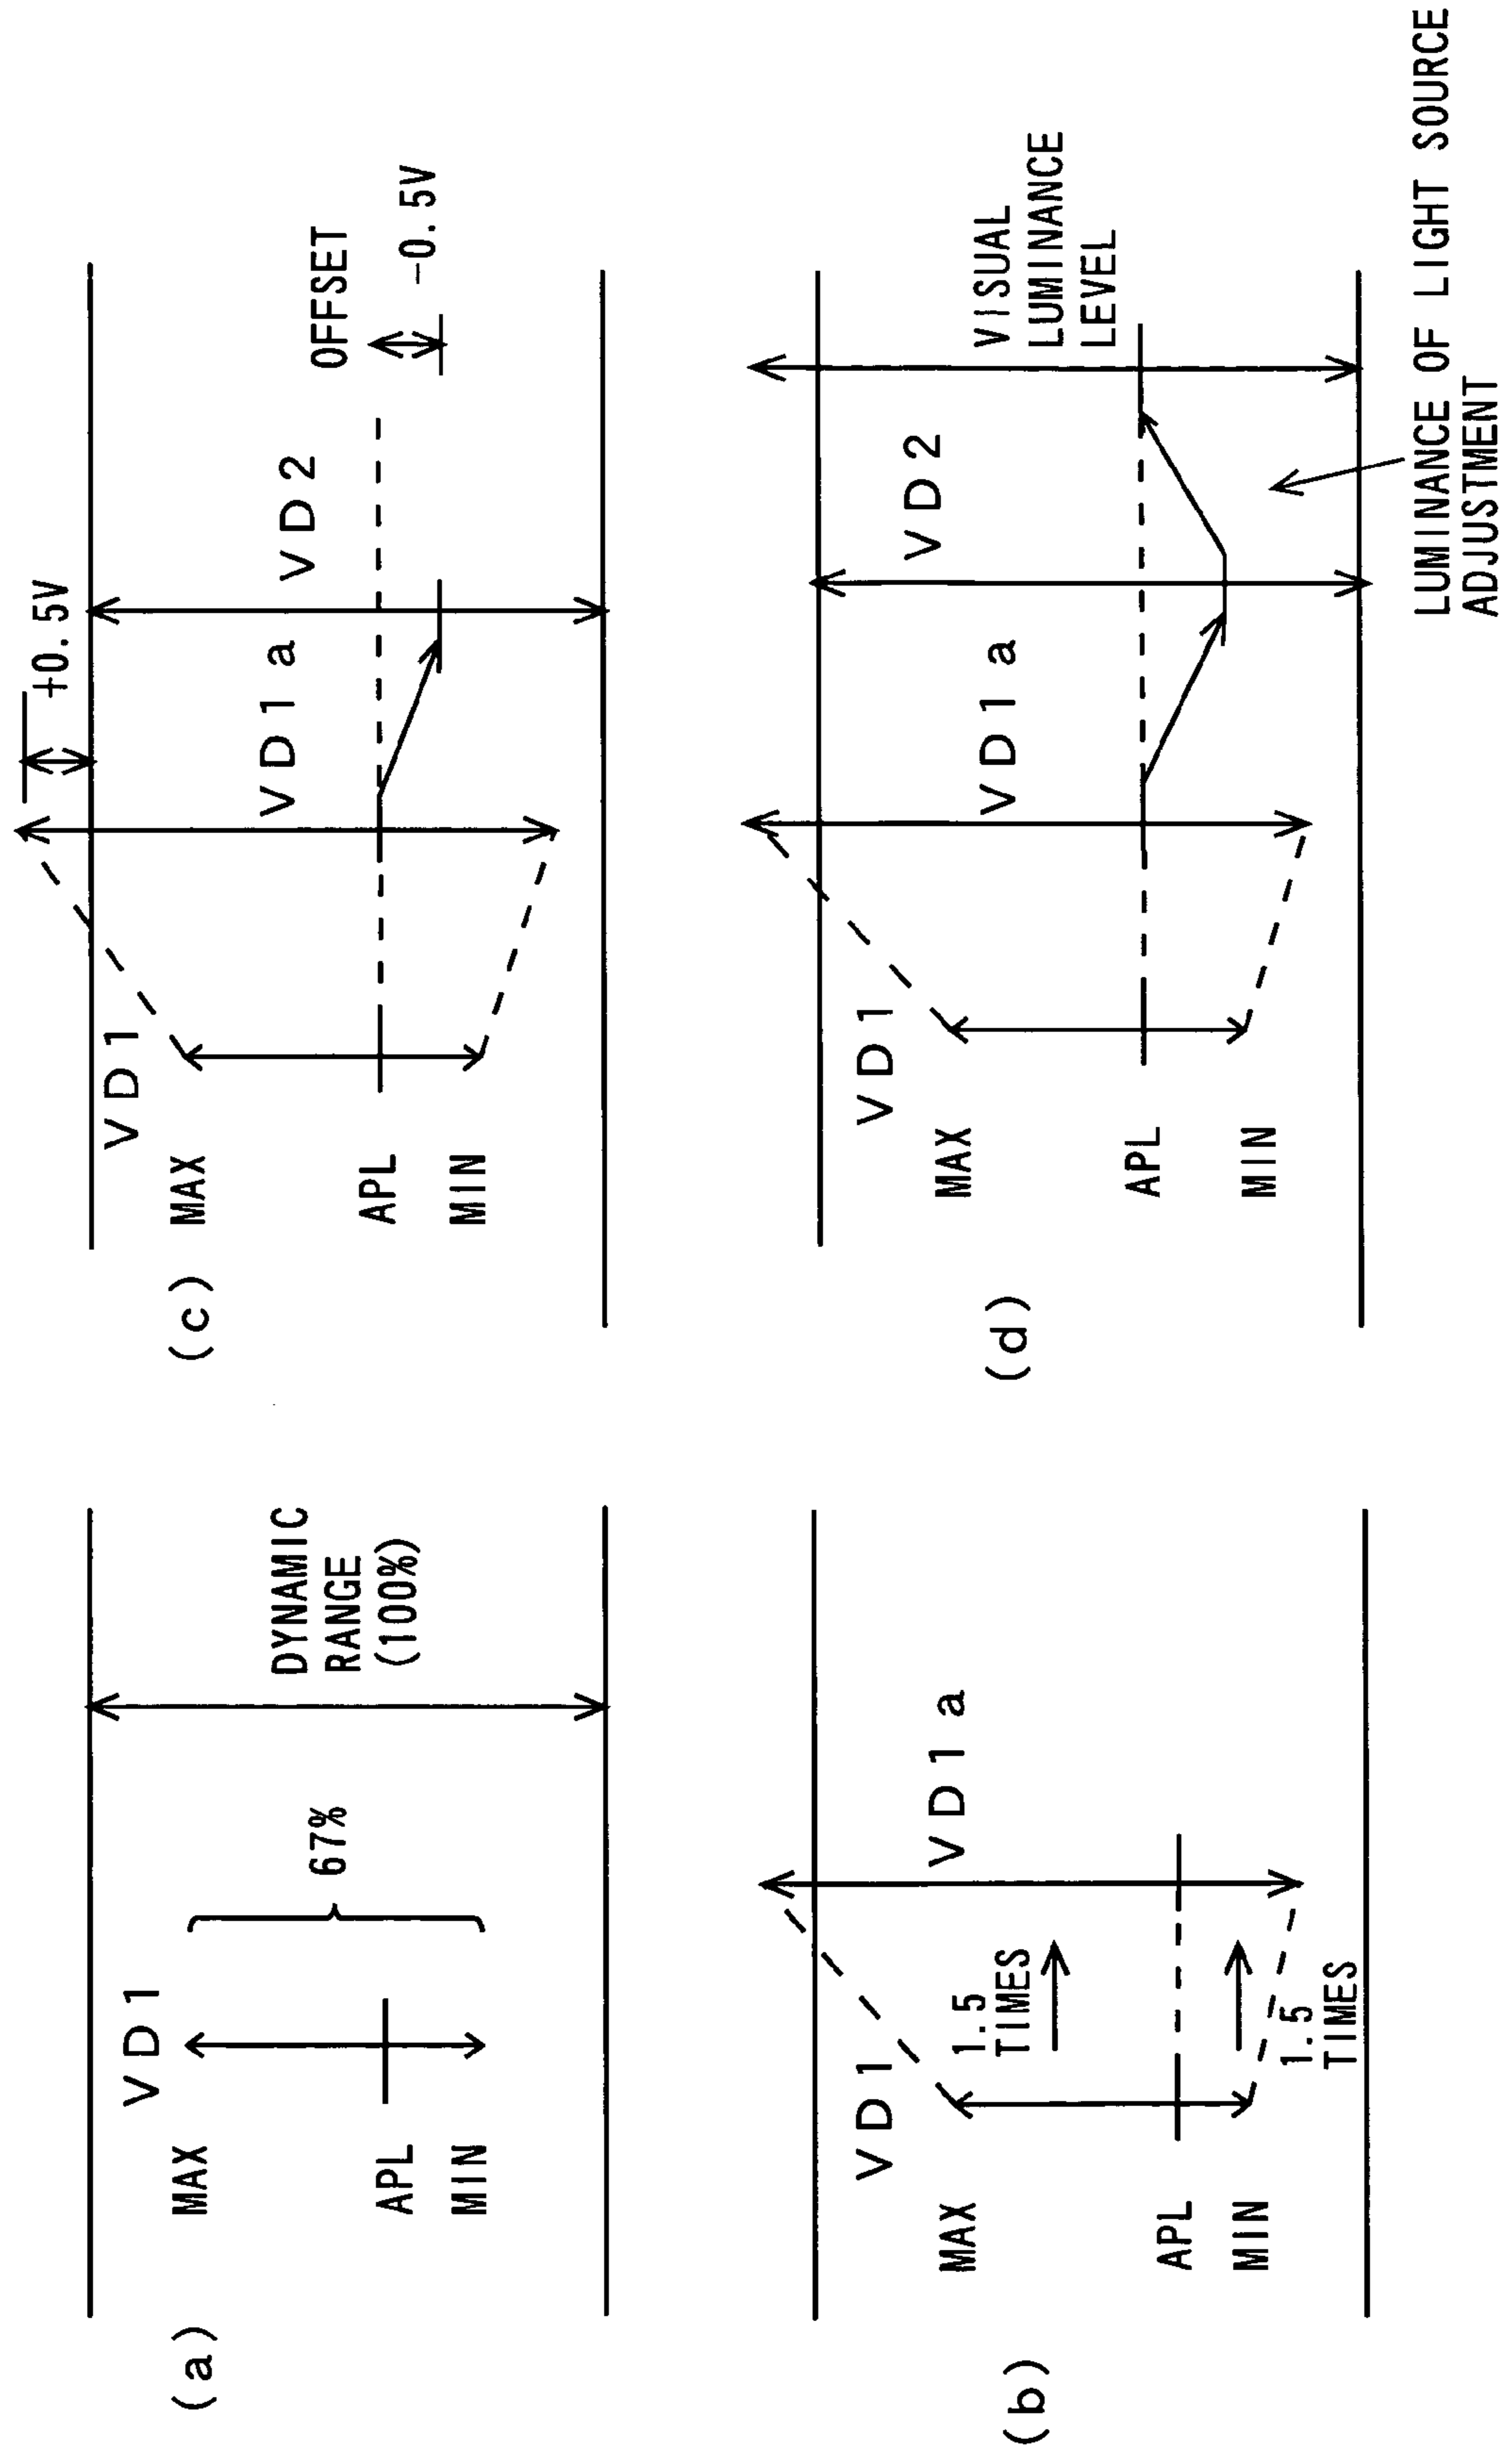 (a)
VD1
MAX
APL
MIN
67%
DYNAMIC
RANGE
(100%)
(b)
VD1
MAX
APL
MIN
1.5
TIMES
1.5
TIMES
VD1a
(c)
VD1
MAX
APL
MIN
+0.5V
VD1a
VD2
OFFSET
-0.5V
(d)
VD1
MAX
APL
MIN
VD1a
VD2
VISUAL
LUMINANCE
LEVEL
LUMINANCE OF LIGHT SOURCE
ADJUSTMENT